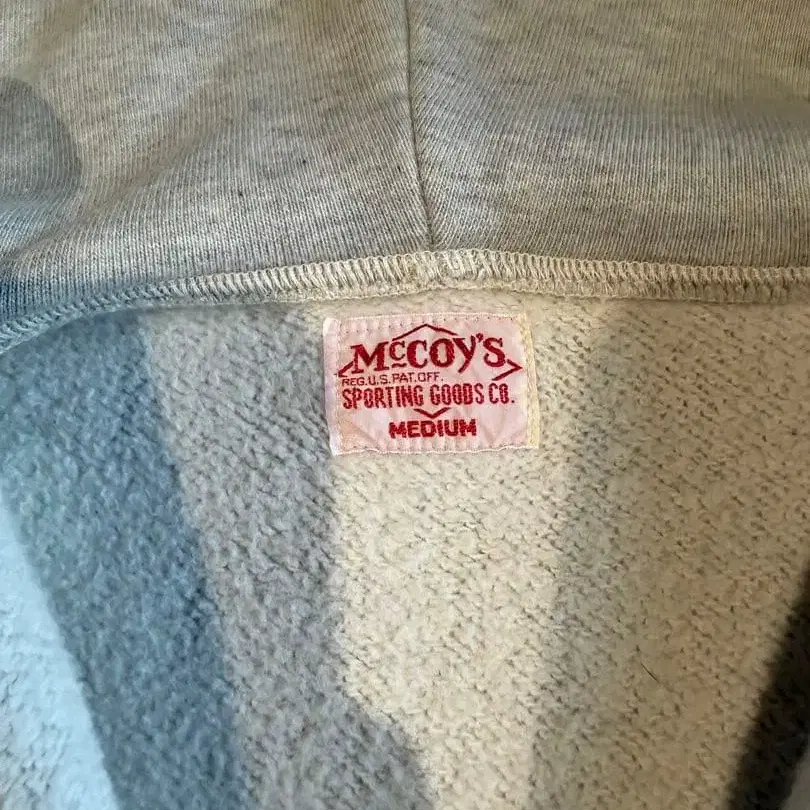 McCOY'S
REG.U.S.PAT.OFF.
SPORTING GOODS CO.
MEDIUM